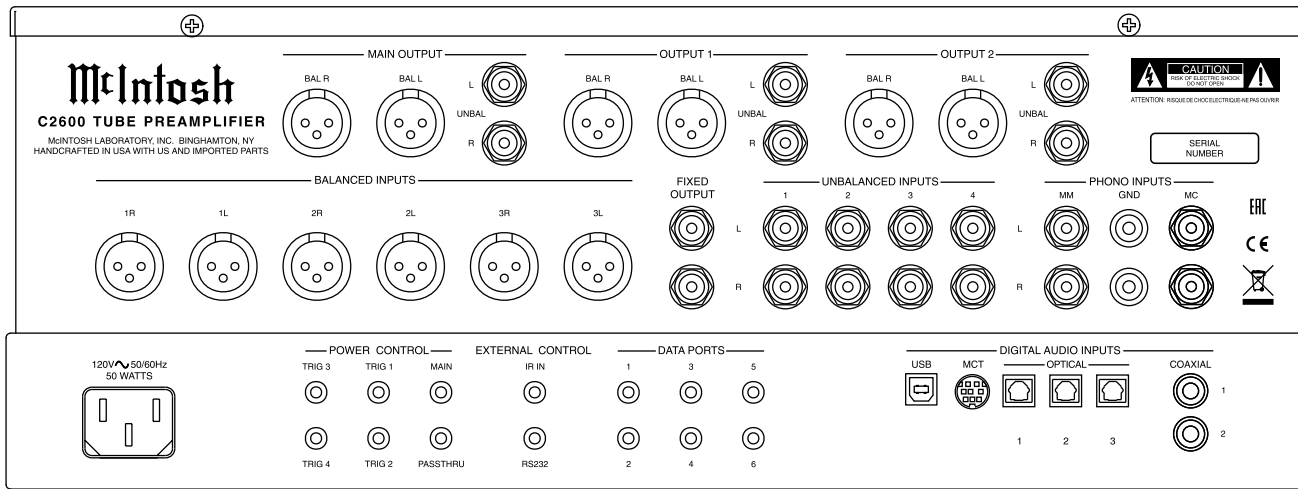 McIntosh
C2600 TUBE PREAMPLIFIER
McINTOSH LABORATORY, INC. BINGHAMTON, NY
HANDCRAFTED IN USA WITH US AND IMPORTED PARTS
MAIN OUTPUT
BAL R BAL L
L
UNBAL
R
OUTPUT 1
BAL R BAL L
L
UNBAL
R
OUTPUT 2
BAL R BAL L
L
UNBAL
R
CAUTION
RISK OF ELECTRIC SHOCK
DO NOT OPEN
ATTENTION: RISQUE DE CHOC ELECTRIQUE-NE PAS OUVRIR
SERIAL
NUMBER
BALANCED INPUTS
1R 1L 2R 2L 3R 3L
FIXED
OUTPUT
L
R
UNBALANCED INPUTS
1 2 3 4
L
R
PHONO INPUTS
MM GND MC
EAC
CE
120V 50/60Hz
50 WATTS
POWER CONTROL
TRIG 3 TRIG 1 MAIN
TRIG 4 TRIG 2 PASSTHRU
EXTERNAL CONTROL
IR IN
RS232
DATA PORTS
1 3 5
2 4 6
DIGITAL AUDIO INPUTS
USB MCT OPTICAL COAXIAL
1 2 3
1
2